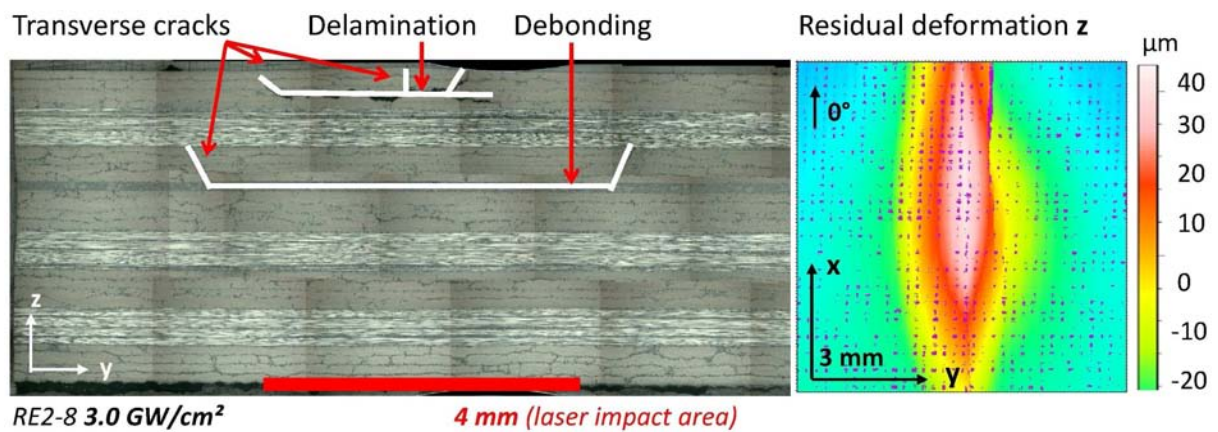 Transverse cracks
Delamination
Debonding
Residual deformation z
µm
40
30
20
10
0
-10
-20
0°
x
3 mm
y
z
y
RE2-8 3.0 GW/cm²
4 mm (laser impact area)